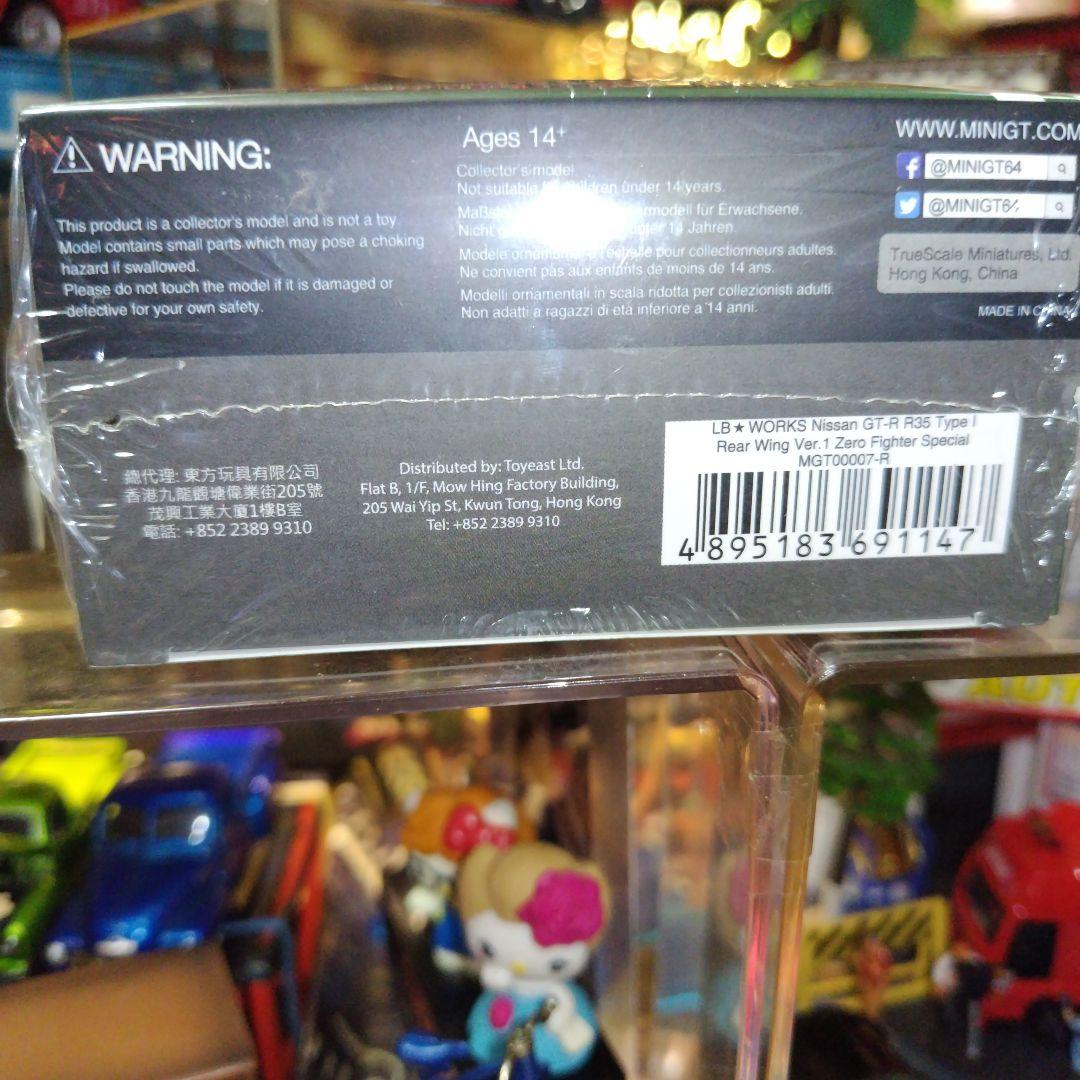 WARNING:
This product is a collector's model and is not a toy
Model contains small parts which may pose a choking
hazard if swallowed.
Please do not touch the model if it is damaged or
defective for your own safety.
Ages 14+
Collector's model
Not suitable children under 14 years.
für Erwachsene.
Nicht 14 Jahren.
Modèle ornemental à l'echelle pour collectionneurs adultes.
Ne convient pas aux enfants de moins de 14 ans.
Modelli ornamentali in scala ridotta per collezionisti adulti.
Non adatti a ragazzi di età inferiore a 14 anni.
WWW.MINIGT.COM
f @MINIGT64
@MINIGT64
TrueScale Miniatures, Ltd.
Hong Kong, China
MADE IN CHINA
總代理: 東方玩具有限公司
香港九龍觀塘偉業街205號
茂興工業大廈1樓B室
電話: +852 2389 9310
Distributed by: Toyeast Ltd.
Flat B, 1/F, Mow Hing Factory Building,
205 Wai Yip St, Kwun Tong, Hong Kong
Tel: +852 2389 9310
LB★WORKS Nissan GT-R R35 Type I
Rear Wing Ver.1 Zero Fighter Special
MGT00007-R
4 895183 691147